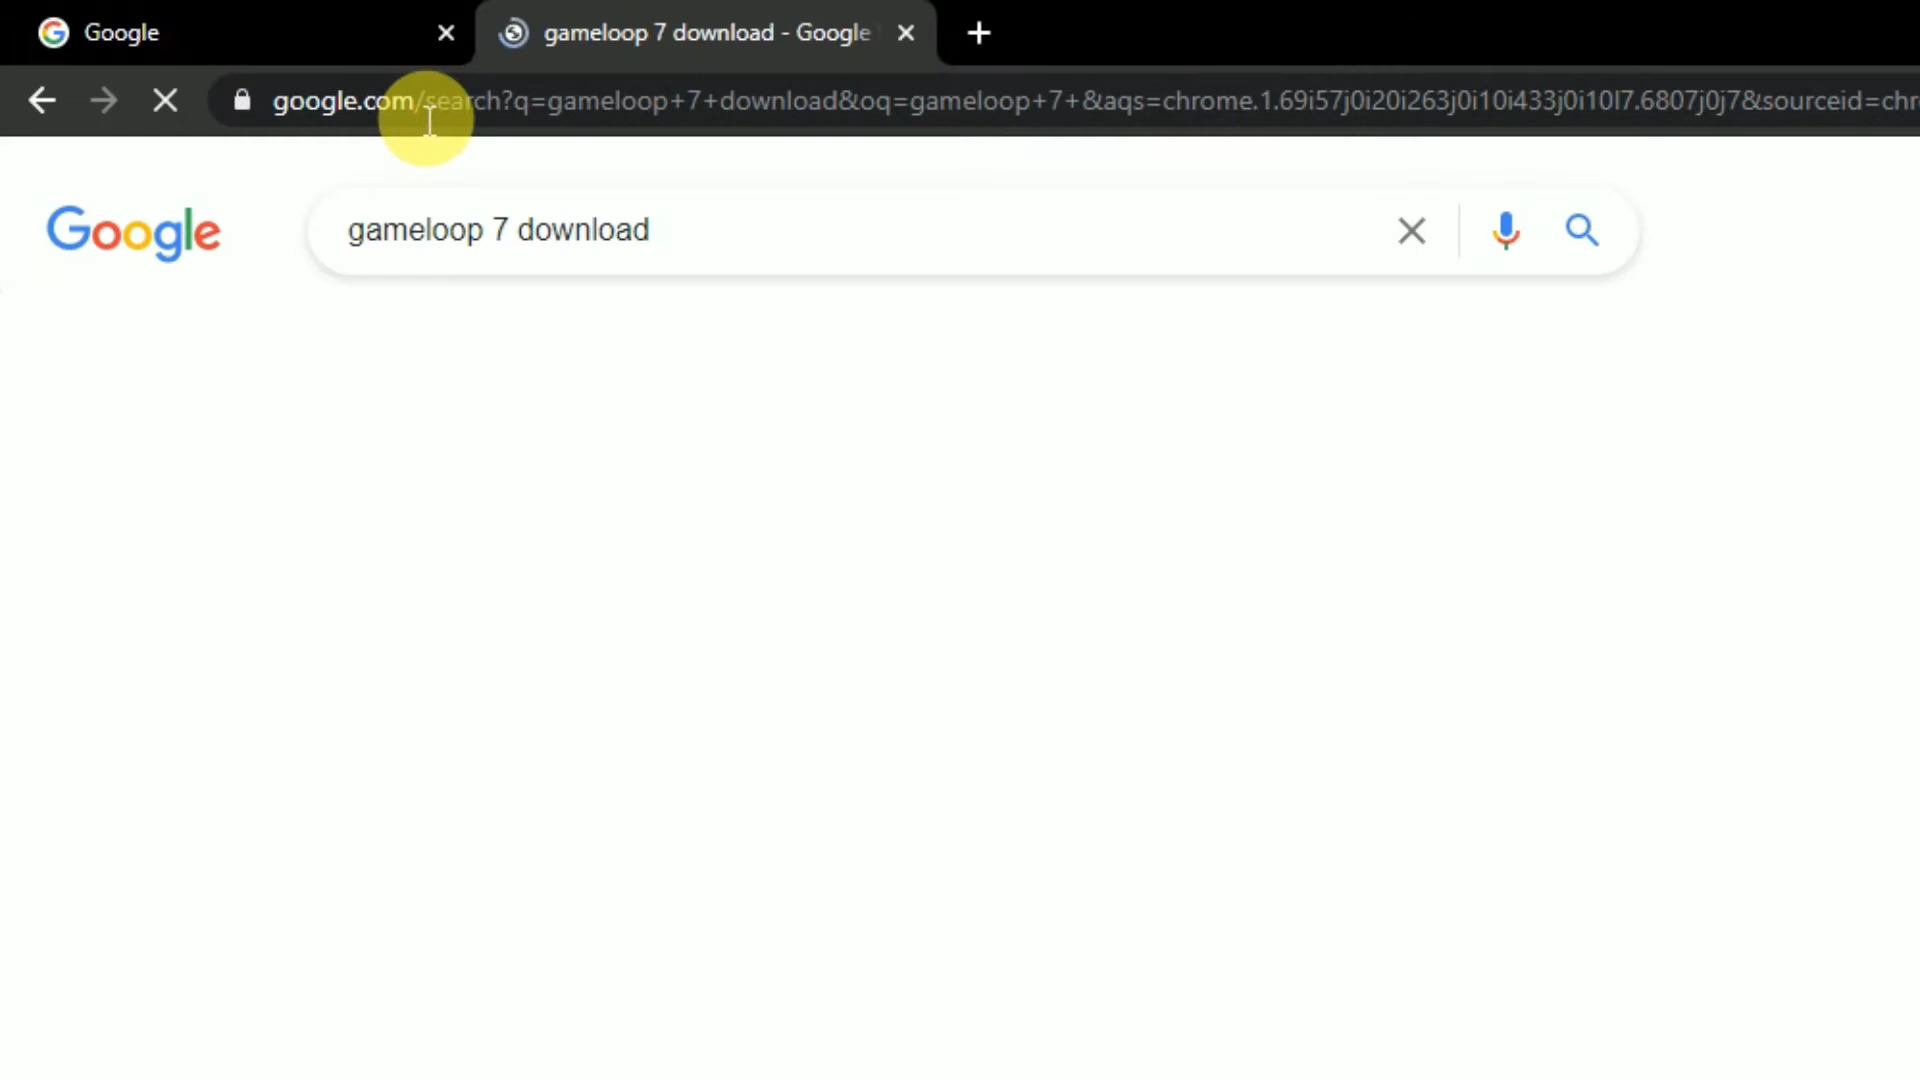 Google
gameloop 7 download - Google
google.com/search?q=gameloop+7+download&oq=gameloop+7+&aqs=chrome.1.69i57j0i20i263j0i10i433j0i10l7.6807j0j7&sourceid=chr
Google
gameloop 7 download